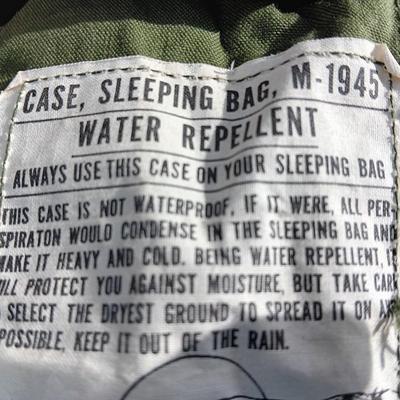 CASE, SLEEPING BAG, M-1945
WATER REPELLENT
ALWAYS USE THIS CASE ON YOUR SLEEPING BAG
THIS CASE IS NOT WATERPROOF. IF IT WERE, ALL PER-
SPIRATON WOULD CONDENSE IN THE SLEEPING BAG AND
MAKE IT HEAVY AND COLD. BEING WATER REPELLENT,
PROTECT YOU AGAINST MOISTURE, BUT TAKE
SELECT THE DRYEST GROUND TO SPREAD IT ON
POSSIBLE, KEEP IT OUT OF THE RAIN.